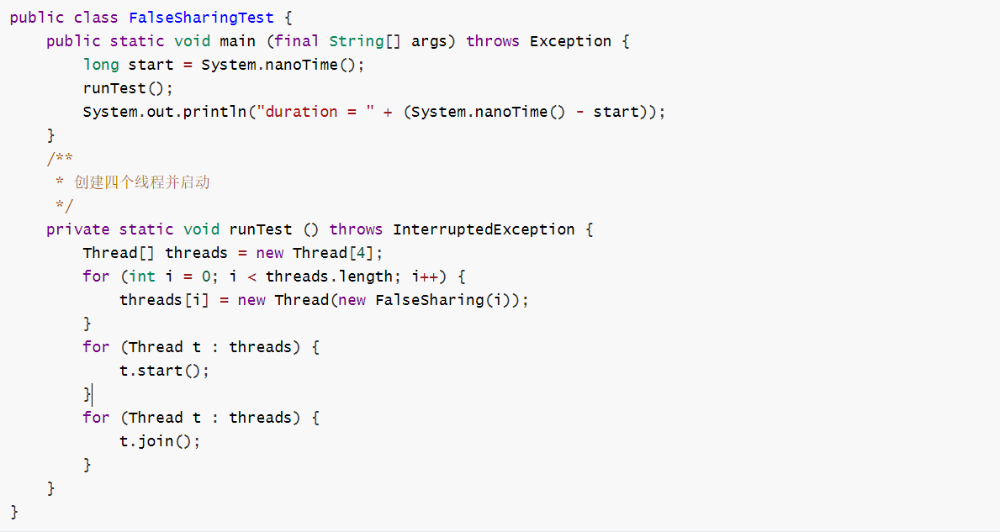 public class FalseSharingTest {
    public static void main (final String[] args) throws Exception {
        long start = System.nanoTime();
        runTest();
        System.out.println("duration = " + (System.nanoTime() - start));
    }
    /**
     * 创建四个线程并启动
     */
    private static void runTest () throws InterruptedException {
        Thread[] threads = new Thread[4];
        for (int i = 0; i < threads.length; i++) {
            threads[i] = new Thread(new FalseSharing(i));
        }
        for (Thread t : threads) {
            t.start();
        }
        for (Thread t : threads) {
            t.join();
        }
    }
}